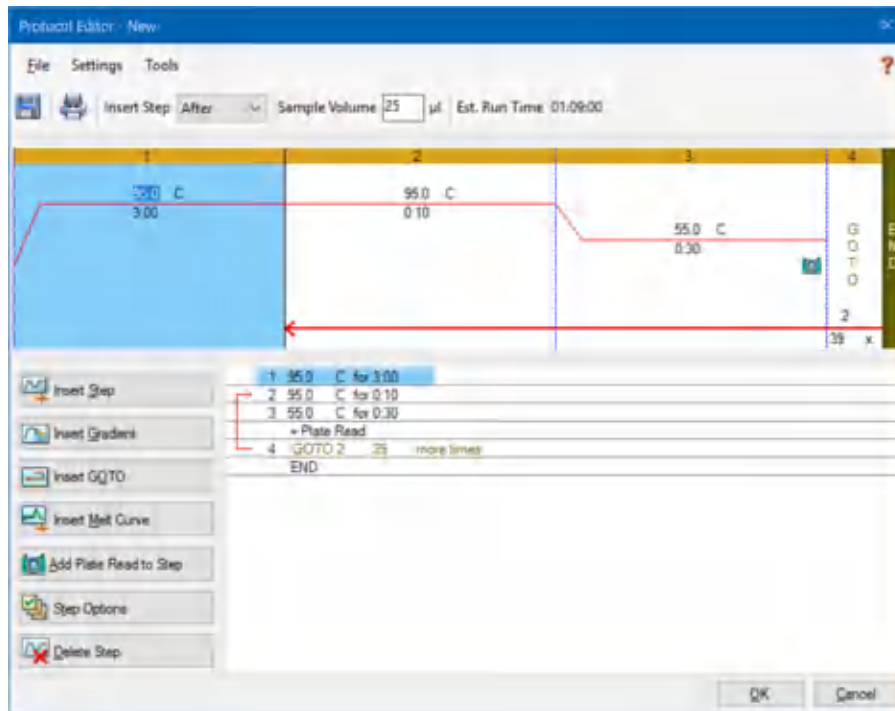 Protocol Editor - New
File Settings Tools
?
Insert Step After Sample Volume 25 µl Est. Run Time 01:09:00
1 2 3 4
95.0 C
3:00
95.0 C
0:10
55.0 C
0:30
G
O
T
O
2
39 x
E
N
D
Insert Step
Insert Gradient
Insert GOTO
Insert Melt Curve
Add Plate Read to Step
Step Options
Delete Step
1 95.0 C for 3:00
2 95.0 C for 0:10
3 55.0 C for 0:30
+ Plate Read
4 GOTO 2 more times
END
OK Cancel